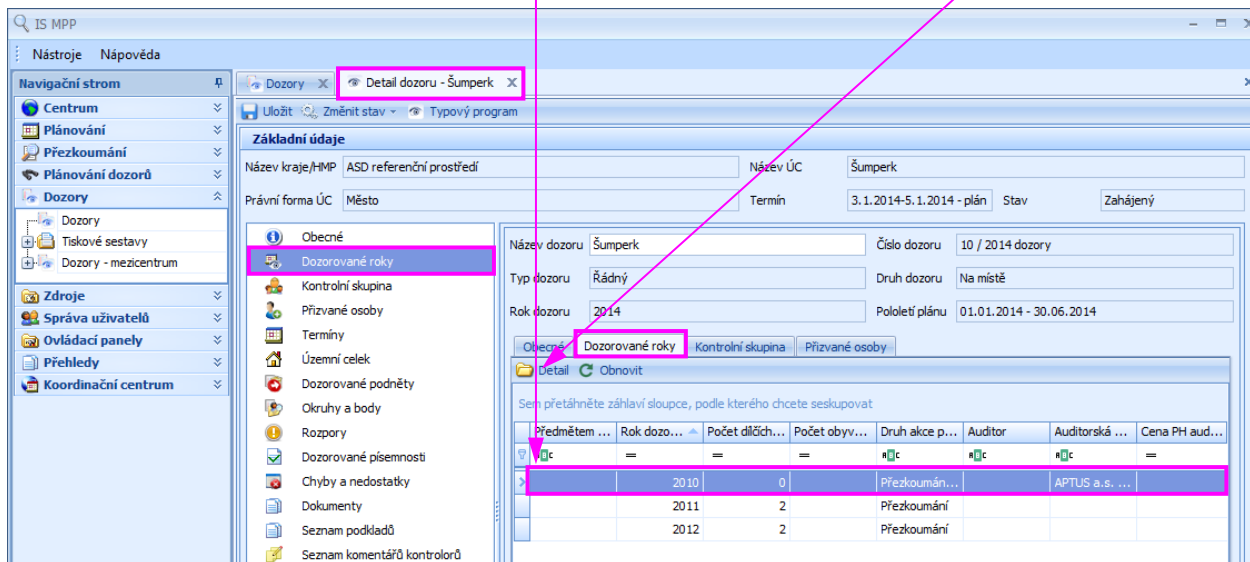 IS MPP
Nástroje Nápověda
Navigační strom
Centrum
Plánování
Přezkoumání
Plánování dozorů
Dozory
Dozory
Tiskové sestavy
Dozory - mezicentrum
Zdroje
Správa uživatelů
Ovládací panely
Přehledy
Koordinační centrum
Dozory Detail dozoru - Šumperk
Uložit Změnit stav Typový program
Základní údaje
Název kraje/HMP ASD referenční prostředí Název ÚC Šumperk
Právní forma ÚC Město Termín 3.1.2014-5.1.2014 - plán Stav Zahájený
Obecné
Dozorované roky
Kontrolní skupina
Přizvané osoby
Termíny
Územní celek
Dozorované podněty
Okruhy a body
Rozpory
Dozorované písemnosti
Chyby a nedostatky
Dokumenty
Seznam podkladů
Seznam komentářů kontrolorů
Název dozoru Šumperk Číslo dozoru 10 / 2014 dozory
Typ dozoru Řádný Druh dozoru Na místě
Rok dozoru 2014 Pololetí plánu 01.01.2014 - 30.06.2014
Obecné Dozorované roky Kontrolní skupina Přizvané osoby
Detail Obnovit
Sem přetáhněte záhlaví sloupce, podle kterého chcete seskupovat
Předmětem ... Rok dozo... Počet dílčích... Počet obyv... Druh akce p... Auditor Auditorská ... Cena PH aud...
= = = =
2010 0 Přezkoumán... APTUS a.s. ...
2011 2 Přezkoumání
2012 2 Přezkoumání